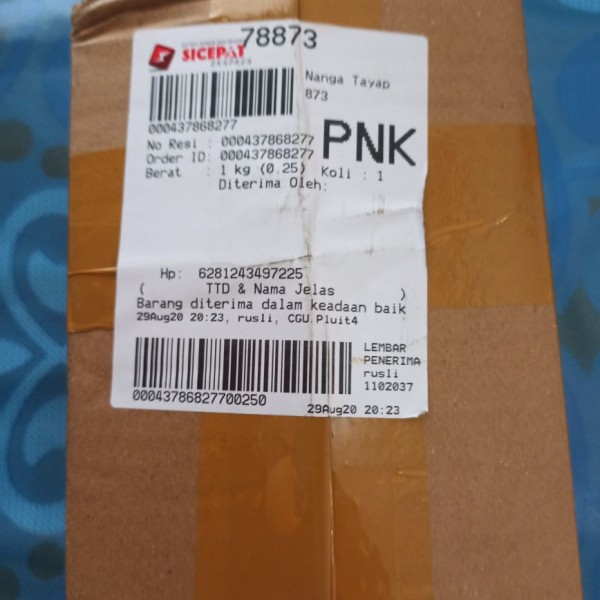 78873
SICEPAT
EKSPRES
Nanga Tayap
873
000437868277
No Resi : 000437868277
Order ID: 000437868277
PNK
Berat : 1 kg (0.25) Koli : 1
Diterima Oleh:
Hp: 6281243497225
( TTD & Nama Jelas )
Barang diterima dalam keadaan baik
29Aug20 20:23, rusli, CGU Pluit4
LEMBAR
PENERIMA
rusli
1102037
00043786827700250
29Aug20 20:23